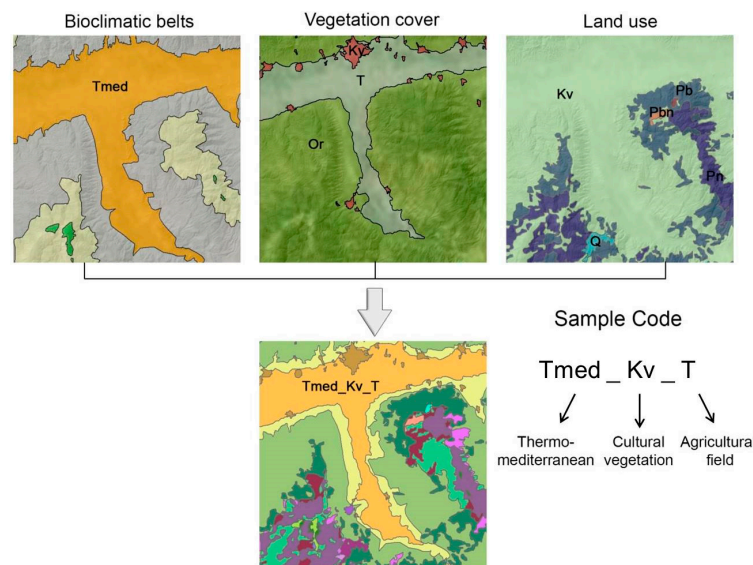 Bioclimatic belts
Vegetation cover
Land use
Tmed
Kv
T
Or
Kv
Pb
Pbn
Pn
Q
Sample Code
Tmed _ Kv _ T
Thermo-
mediterranean
Cultural
vegetation
Agricultura
field
Tmed_Kv_T